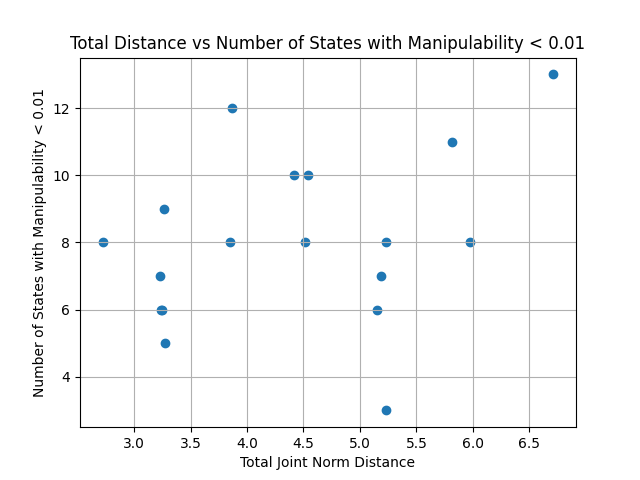 Total Distance vs Number of States with Manipulability < 0.01
Number of States with Manipulability < 0.01
12
10
8
6
4
3.0 3.5 4.0 4.5 5.0 5.5 6.0 6.5
Total Joint Norm Distance